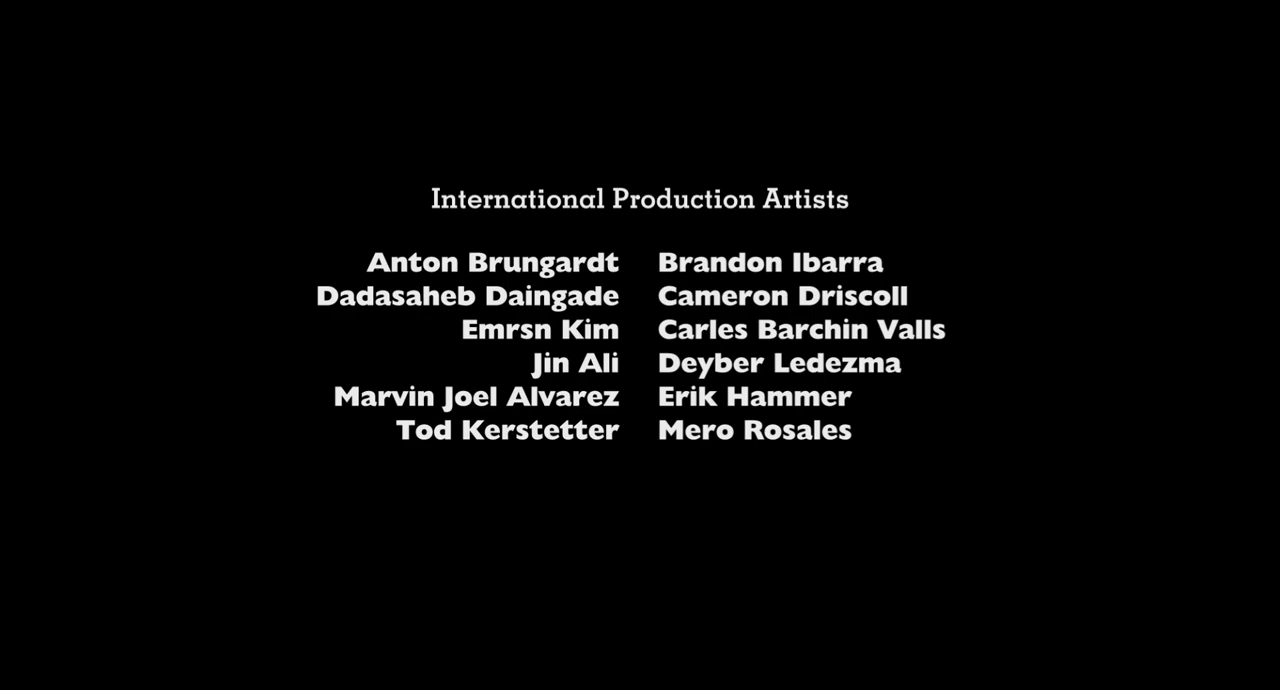 International Production Artists
Anton Brungardt Brandon Ibarra
Dadasaheb Daingade Cameron Driscoll
Emrsn Kim Carles Barchin Valls
Jin Ali Deyber Ledezma
Marvin Joel Alvarez Erik Hammer
Tod Kerstetter Mero Rosales